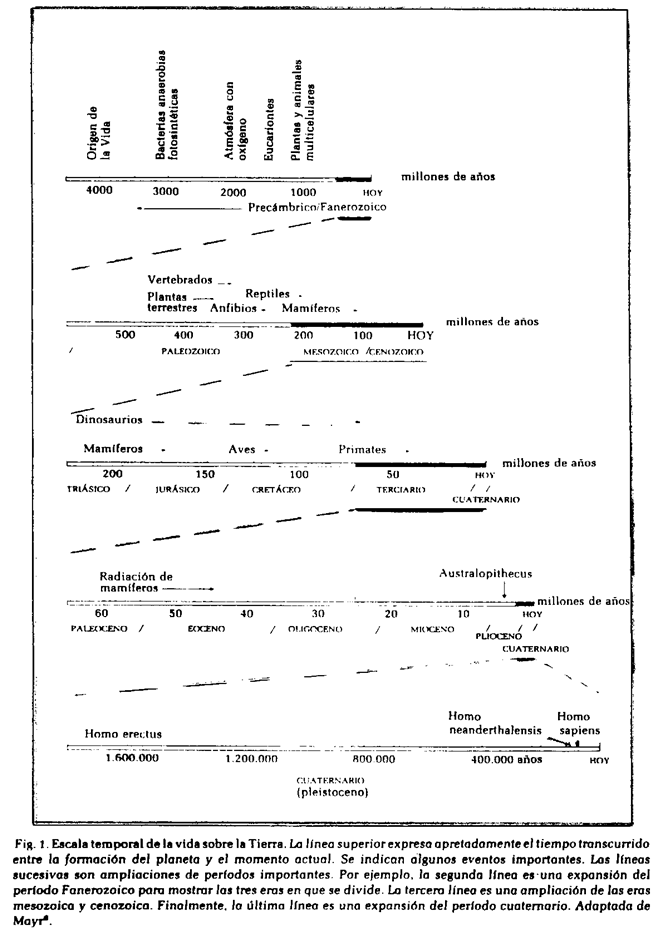 Origen de
la Vida
Bacterias anaerobias
fotosintéticas
Atmósfera con
oxígeno
Eucariontes
Plantas y animales
multicelulares
millones de años
4000 3000 2000 1000 HOY
Precámbrico/Fanerozoico
Vertebrados
Plantas
terrestres
Anfibios
Reptiles
Mamíferos
millones de años
500 400 300 200 100 HOY
/ PALEOZOICO MESOZOICO /CENOZOICO
Dinosaurios
Mamíferos Aves Primates
millones de años
200 140 100 50 HOY
TRIÁSICO / JURÁSICO / CRETÁCEO / TERCIARIO / /
CUATERNARIO
Radiación de
mamíferos
Australopithecus
millones de años
60 50 40 30 20 10 HOY
PALEOCENO / EOCENO / OLIGOCENO / MIOCENO / / /
PLIOCENO
CUATERNARIO
Homo erectus
Homo
neanderthalensis
Homo
sapiens
1.600.000 1.200.000 800.000 400.000 años HOY
CUATERNARIO
(pleistoceno)
Fig. 1. Escala temporal de la vida sobre la Tierra. La línea superior expresa apretadamente el tiempo transcurrido
entre la formación del planeta y el momento actual. Se indican algunos eventos importantes. Las líneas
sucesivas son ampliaciones de períodos importantes. Por ejemplo, la segunda línea es una expansión del
período Fanerozoico para mostrar las tres eras en que se divide. La tercera línea es una ampliación de las eras
mesozoica y cenozoica. Finalmente, la última línea es una expansión del período cuaternario. Adaptada de
Mayr⁸.